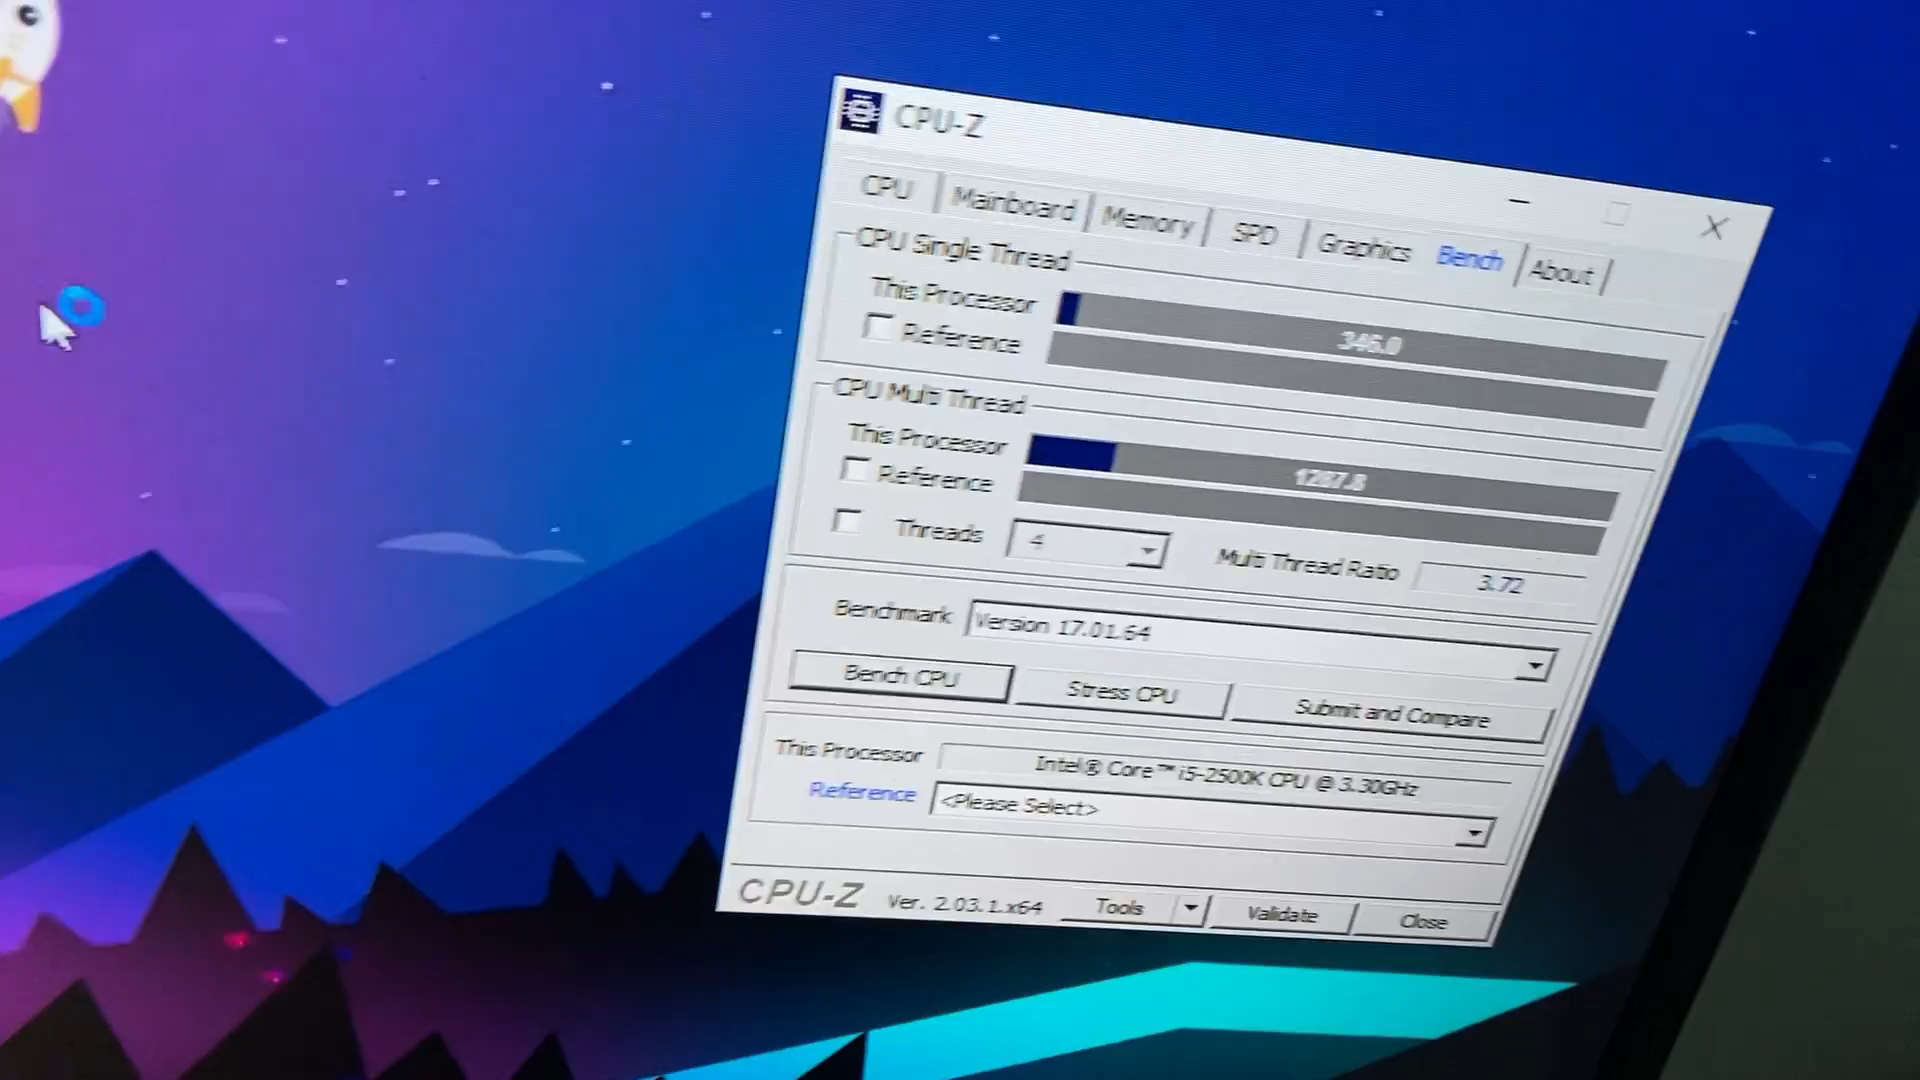 CPU-Z
CPU Mainboard Memory SPD Graphics Bench About
CPU Single Thread
This Processor 346.0
Reference
CPU Multi Thread
This Processor 1287.8
Reference
Threads 4 Multi Thread Ratio 3.72
Benchmark Version 17.01.64
Bench CPU Stress CPU Submit and Compare
This Processor Intel® Core™ i5-2500K CPU @ 3.30GHz
Reference <Please Select>
CPU-Z Ver. 2.03.1.x64 Tools Validate Close